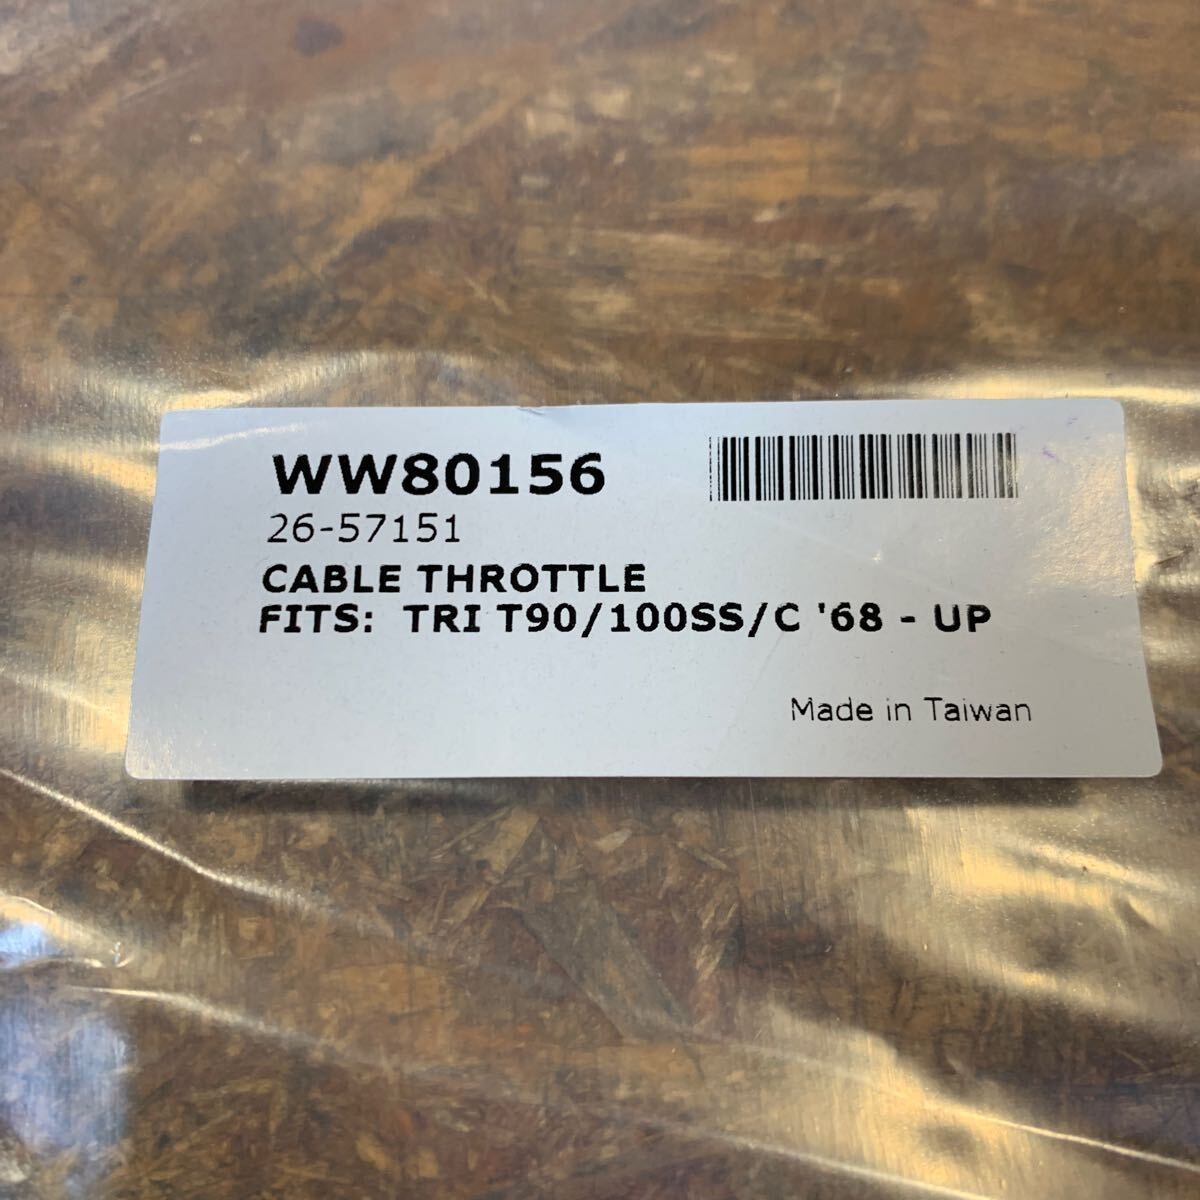 WW80156
26-57151
CABLE THROTTLE
FITS: TRI T90/100SS/C '68 - UP
Made in Taiwan